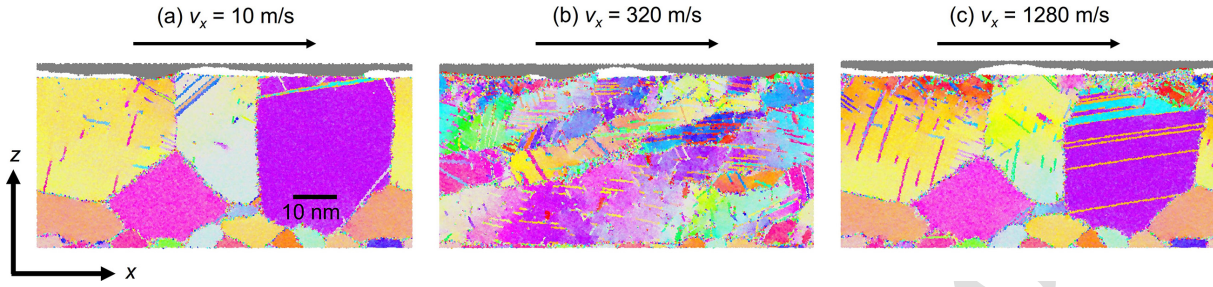 (a) vₓ = 10 m/s
(b) vₓ = 320 m/s
(c) vₓ = 1280 m/s
z
10 nm
x